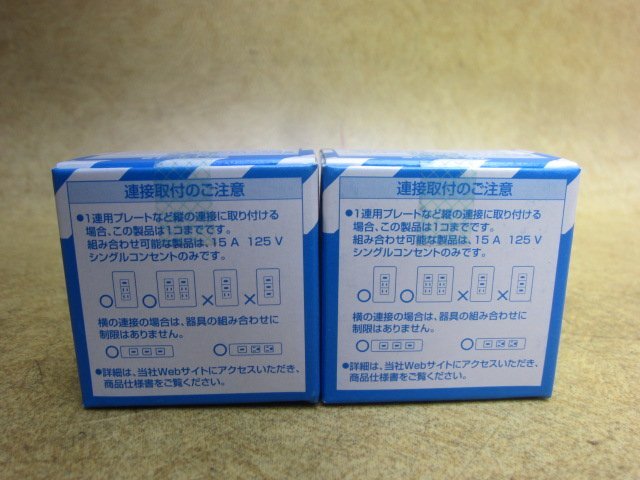 連接取付のご注意
●1連用プレートなど縦の連接に取り付ける
場合、この製品は1コまでです。
組み合わせ可能な製品は、15A 125V
シングルコンセントのみです。
○ ○ × ×
横の連接の場合は、器具の組み合わせに
制限はありません。
○ ○
●詳細は、当社Webサイトにアクセスいただき、
商品仕様書をご覧ください。
連接取付のご注意
●1連用プレートなど縦の連接に取り付ける
場合、この製品は1コまでです。
組み合わせ可能な製品は、15A 125V
シングルコンセントのみです。
○ ○ × ×
横の連接の場合は、器具の組み合わせに
制限はありません。
○ ○
●詳細は、当社Webサイトにアクセスいただき、
商品仕様書をご覧ください。